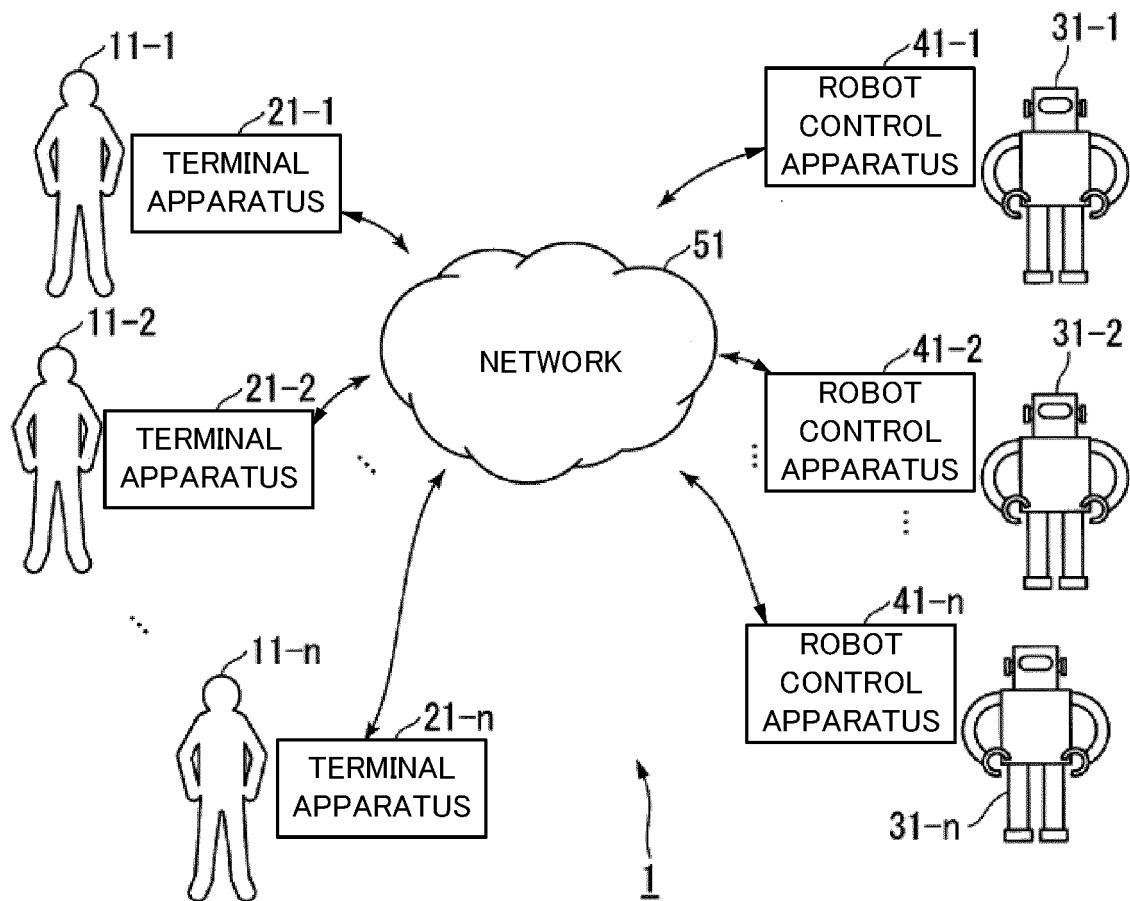 11-1
21-1
TERMINAL
APPARATUS
41-1
ROBOT
CONTROL
APPARATUS
31-1
51
NETWORK
11-2
21-2
TERMINAL
APPARATUS
41-2
ROBOT
CONTROL
APPARATUS
31-2
11-n
21-n
TERMINAL
APPARATUS
41-n
ROBOT
CONTROL
APPARATUS
31-n
1